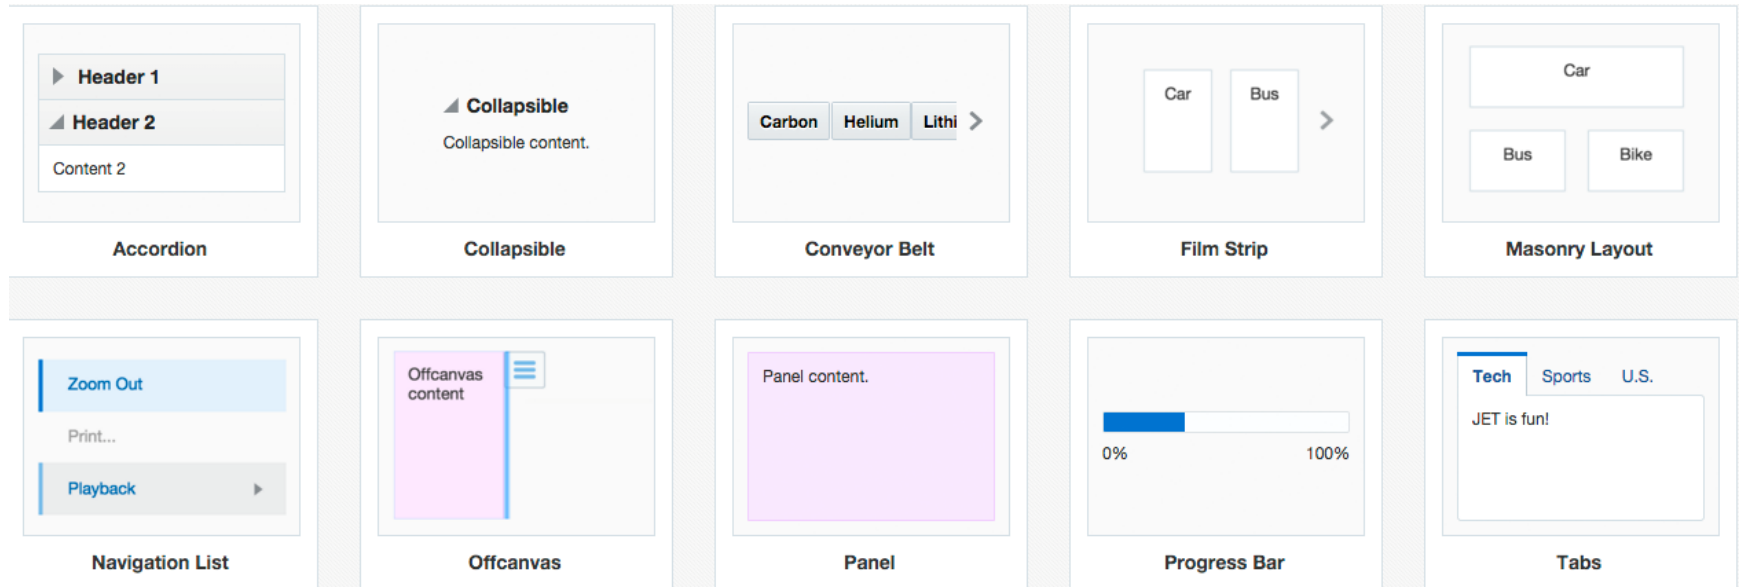 Header 1
Header 2
Content 2
Accordion
Collapsible
Collapsible content.
Collapsible
Carbon Helium Lithi
Conveyor Belt
Car Bus
Film Strip
Car
Bus Bike
Masonry Layout
Zoom Out
Print...
Playback
Navigation List
Offcanvas
content
Offcanvas
Panel content.
Panel
0% 100%
Progress Bar
Tech Sports U.S.
JET is fun!
Tabs